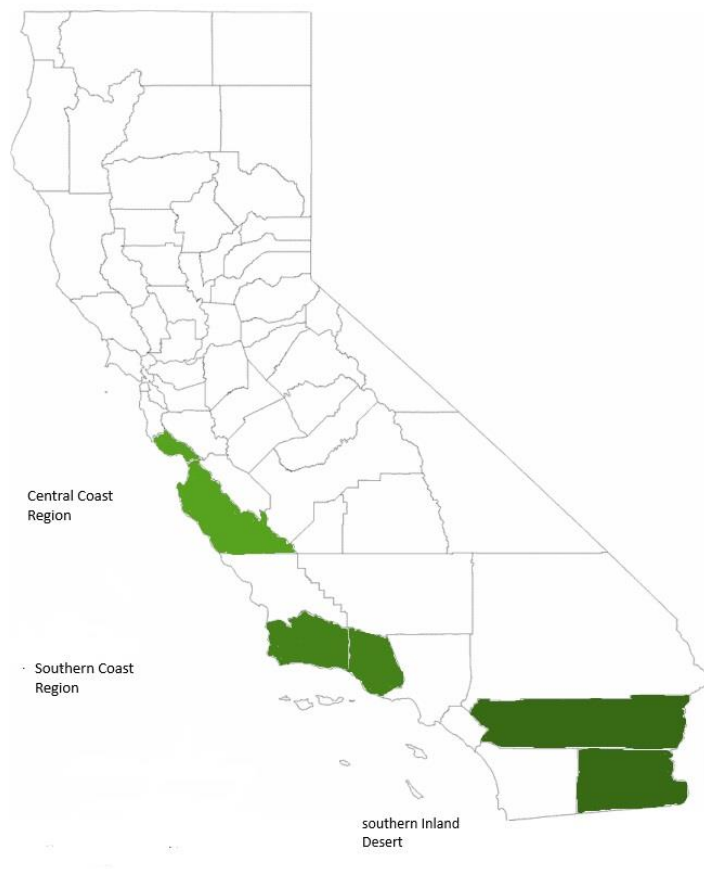 Central Coast
Region
Southern Coast
Region
southern Inland
Desert